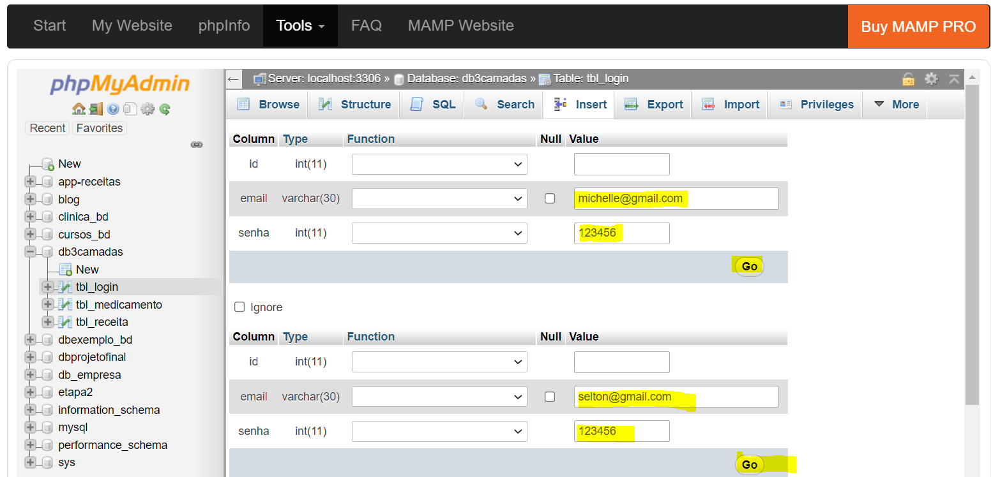 Start My Website phpInfo Tools FAQ MAMP Website Buy MAMP PRO
phpMyAdmin
Recent Favorites
New
app-receitas
blog
clinica_bd
cursos_bd
db3camadas
New
tbl_login
tbl_medicamento
tbl_receita
dbexemplo_bd
dbprojetofinal
db_empresa
etapa2
information_schema
mysql
performance_schema
sys
← Server: localhost:3306 » Database: db3camadas » Table: tbl_login
Browse Structure SQL Search Insert Export Import Privileges More
Column Type Function Null Value
id int(11)
email varchar(30) michelle@gmail.com
senha int(11) 123456
Go
Ignore
Column Type Function Null Value
id int(11)
email varchar(30) selton@gmail.com
senha int(11) 123456
Go